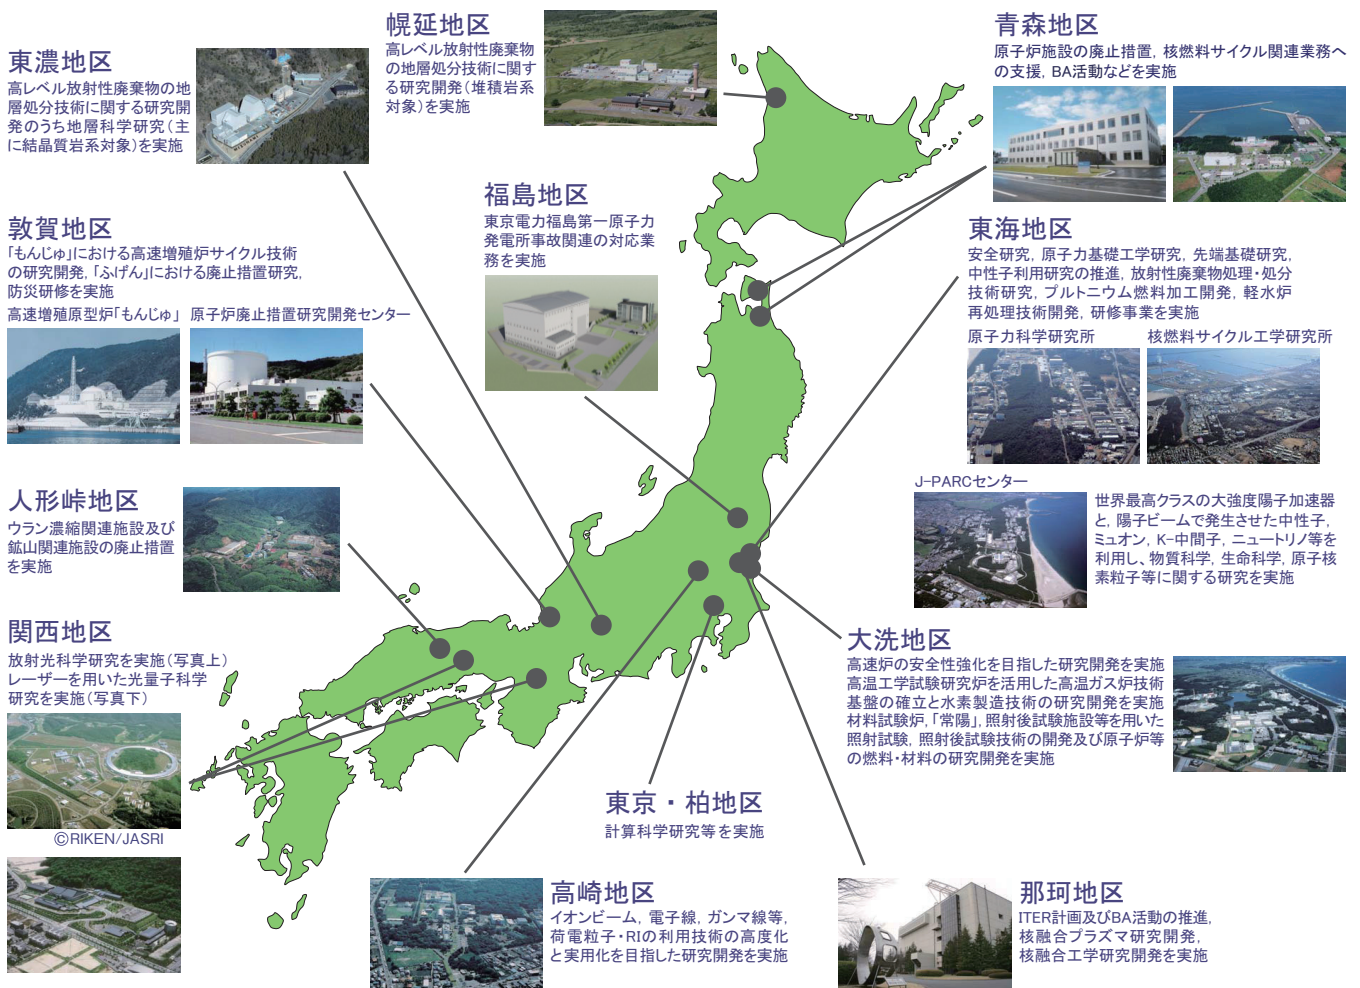 幌延地区
高レベル放射性廃棄物
の地層処分技術に関す
る研究開発(堆積岩系
対象)を実施
青森地区
原子炉施設の廃止措置, 核燃料サイクル関連業務へ
の支援, BA活動などを実施
東濃地区
高レベル放射性廃棄物の地
層処分技術に関する研究開
発のうち地層科学研究(主
に結晶質岩系対象)を実施
福島地区
東京電力福島第一原子力
発電所事故関連の対応業
務を実施
敦賀地区
「もんじゅ」における高速増殖炉サイクル技術
の研究開発, 「ふげん」における廃止措置研究,
防災研修を実施
高速増殖原型炉「もんじゅ」 原子炉廃止措置研究開発センター
東海地区
安全研究, 原子力基礎工学研究, 先端基礎研究,
中性子利用研究の推進, 放射性廃棄物処理・処分
技術研究, プルトニウム燃料加工開発, 軽水炉
再処理技術開発, 研修事業を実施
原子力科学研究所 核燃料サイクル工学研究所
J-PARCセンター
世界最高クラスの大強度陽子加速器
と, 陽子ビームで発生させた中性子,
ミュオン, K-中間子, ニュートリノ等を
利用し、物質科学, 生命科学, 原子核
素粒子等に関する研究を実施
人形峠地区
ウラン濃縮関連施設及び
鉱山関連施設の廃止措置
を実施
関西地区
放射光科学研究を実施(写真上)
レーザーを用いた光量子科学
研究を実施(写真下)
©RIKEN/JASRI
大洗地区
高速炉の安全性強化を目指した研究開発を実施
高温工学試験研究炉を活用した高温ガス炉技術
基盤の確立と水素製造技術の研究開発を実施
材料試験炉, 「常陽」, 照射後試験施設等を用いた
照射試験, 照射後試験技術の開発及び原子炉等
の燃料・材料の研究開発を実施
東京・柏地区
計算科学研究等を実施
高崎地区
イオンビーム, 電子線, ガンマ線等,
荷電粒子・RIの利用技術の高度化
と実用化を目指した研究開発を実施
那珂地区
ITER計画及びBA活動の推進,
核融合プラズマ研究開発,
核融合工学研究開発を実施